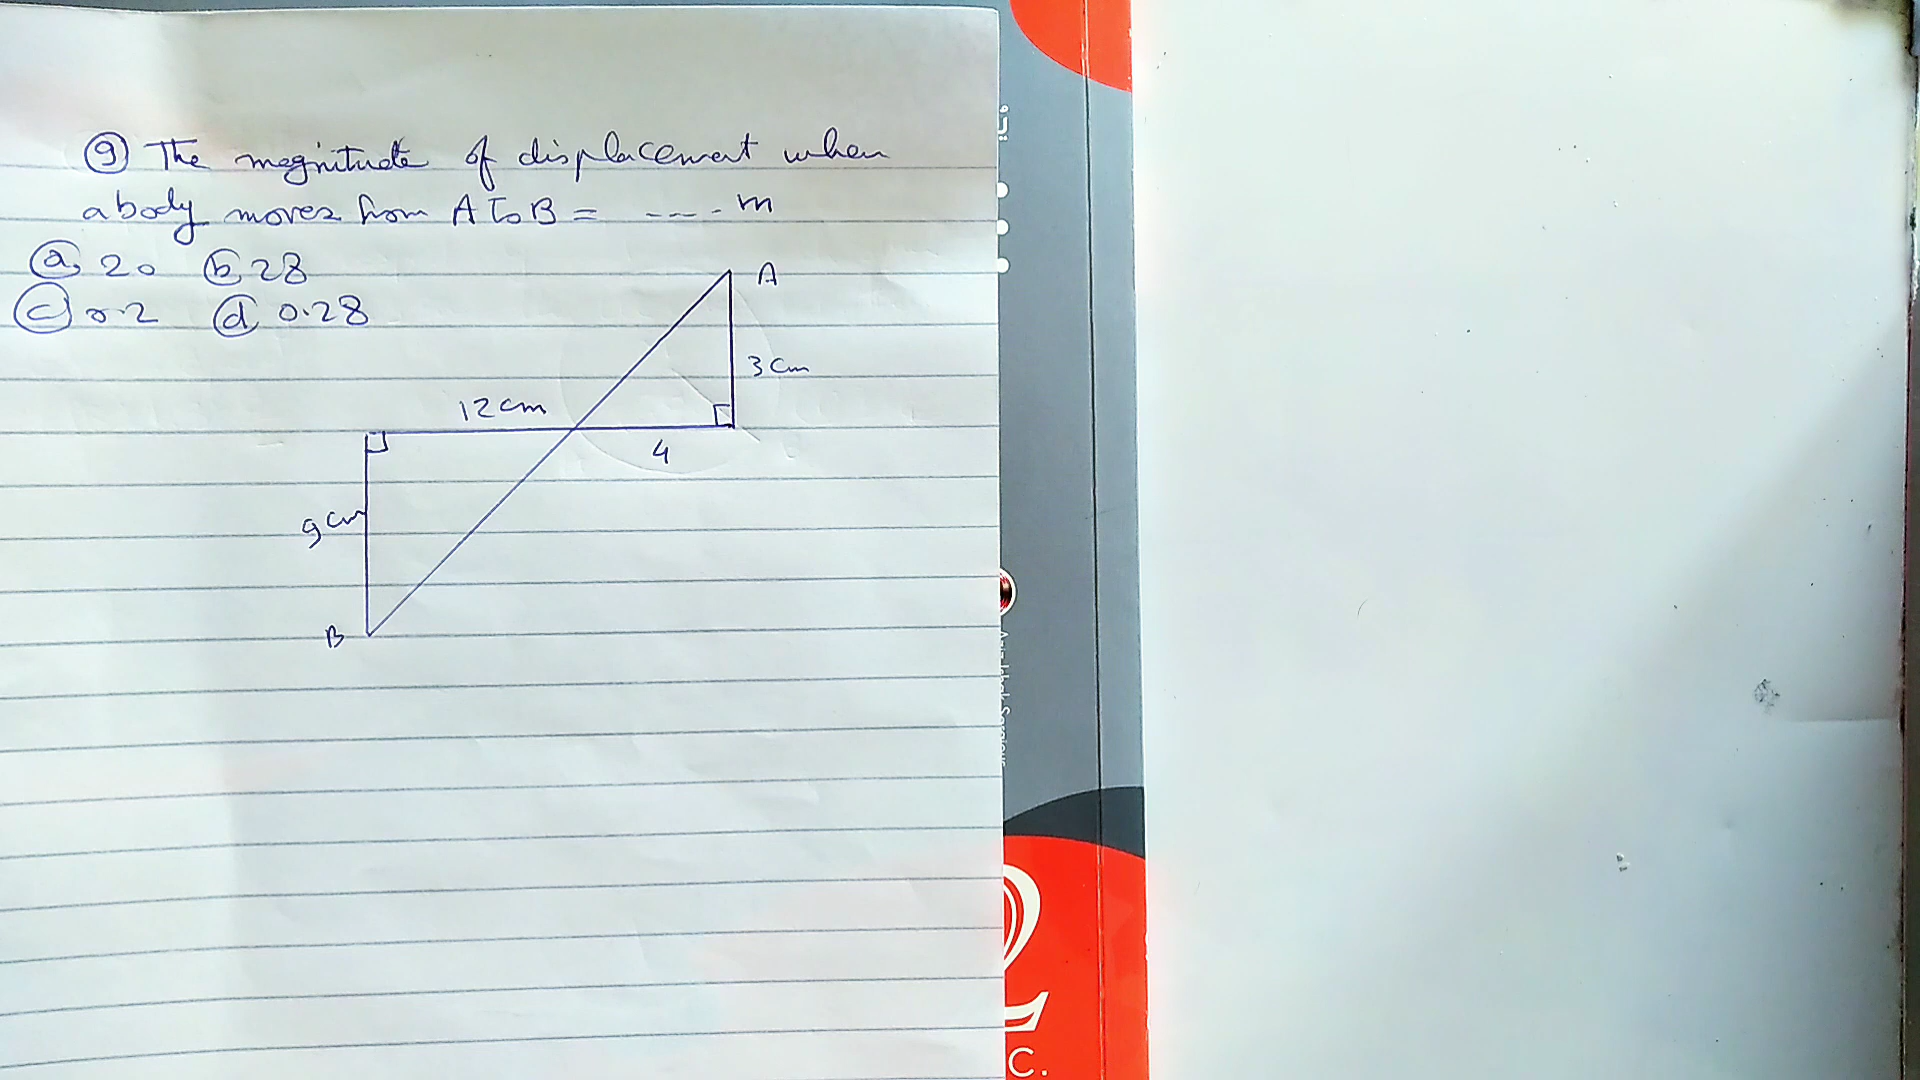 9 The magnitude of displacement when
a body moves from A to B = ---- m
a 20 b 28
c 0.2 d 0.28
A
3 cm
12 cm
4
9 cm
B
2
C.